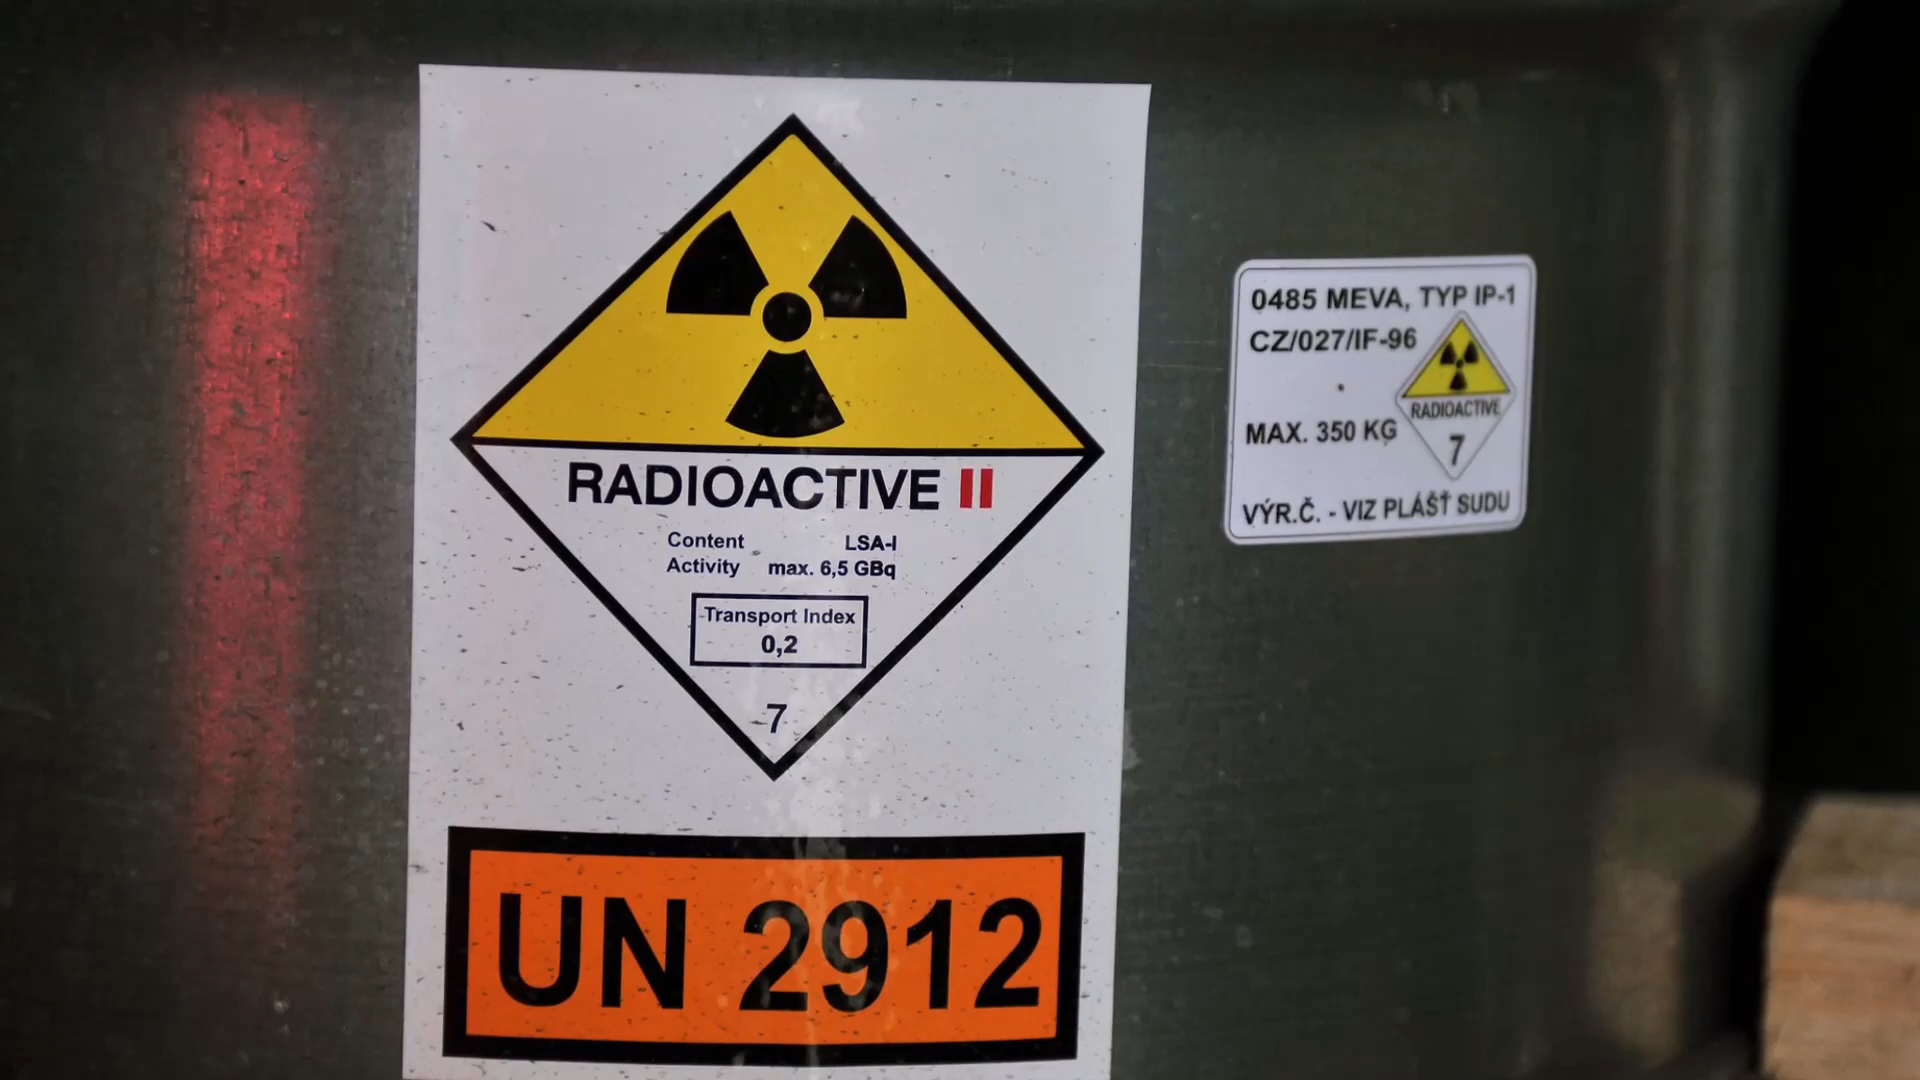 RADIOACTIVE II
Content LSA-I
Activity max. 6,5 GBq
Transport Index
0,2
7
UN 2912
0485 MEVA, TYP IP-1
CZ/027/IF-96
RADIOACTIVE
MAX. 350 KG
7
VÝR.Č. - VIZ PLÁŠŤ SUDU